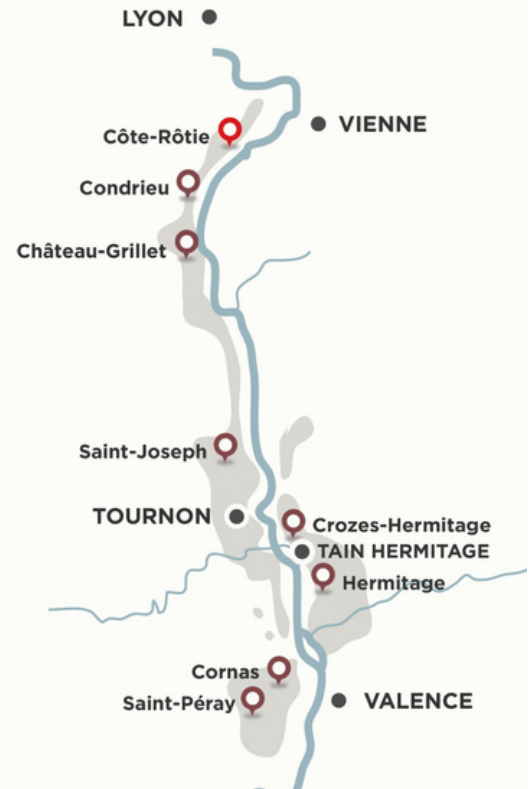 LYON
VIENNE
Côte-Rôtie
Condrieu
Château-Grillet
Saint-Joseph
TOURNON
Crozes-Hermitage
TAIN HERMITAGE
Hermitage
Cornas
Saint-Péray
VALENCE